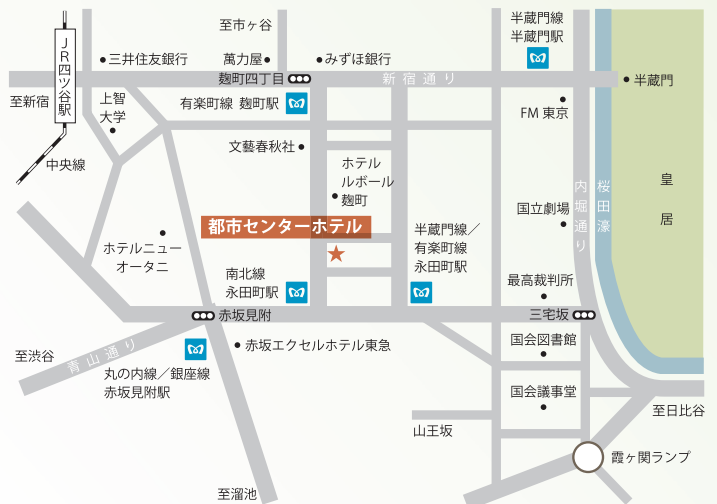 至市ヶ谷
半蔵門線
半蔵門駅
JR四ツ谷駅
三井住友銀行
萬力屋
みずほ銀行
麹町四丁目
新宿通り
半蔵門
至新宿
上智
大学
有楽町線 麹町駅
FM東京
中央線
文藝春秋社
ホテル
ルポール
麹町
内堀通り
桜田濠
皇居
国立劇場
都市センターホテル
ホテルニュー
オータニ
半蔵門線／
有楽町線
永田町駅
南北線
永田町駅
最高裁判所
赤坂見附
三宅坂
至渋谷
青山通り
赤坂エクセルホテル東急
国会図書館
丸の内線／銀座線
赤坂見附駅
国会議事堂
至日比谷
山王坂
霞ヶ関ランプ
至溜池